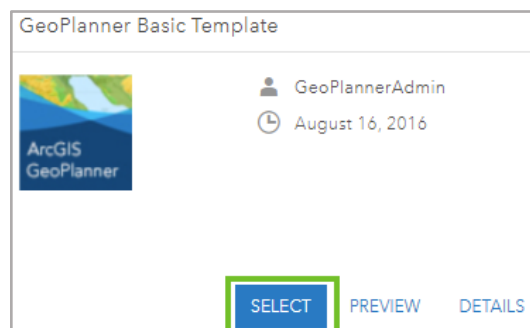 GeoPlanner Basic Template
GeoPlannerAdmin
August 16, 2016
ArcGIS
GeoPlanner
SELECT PREVIEW DETAILS